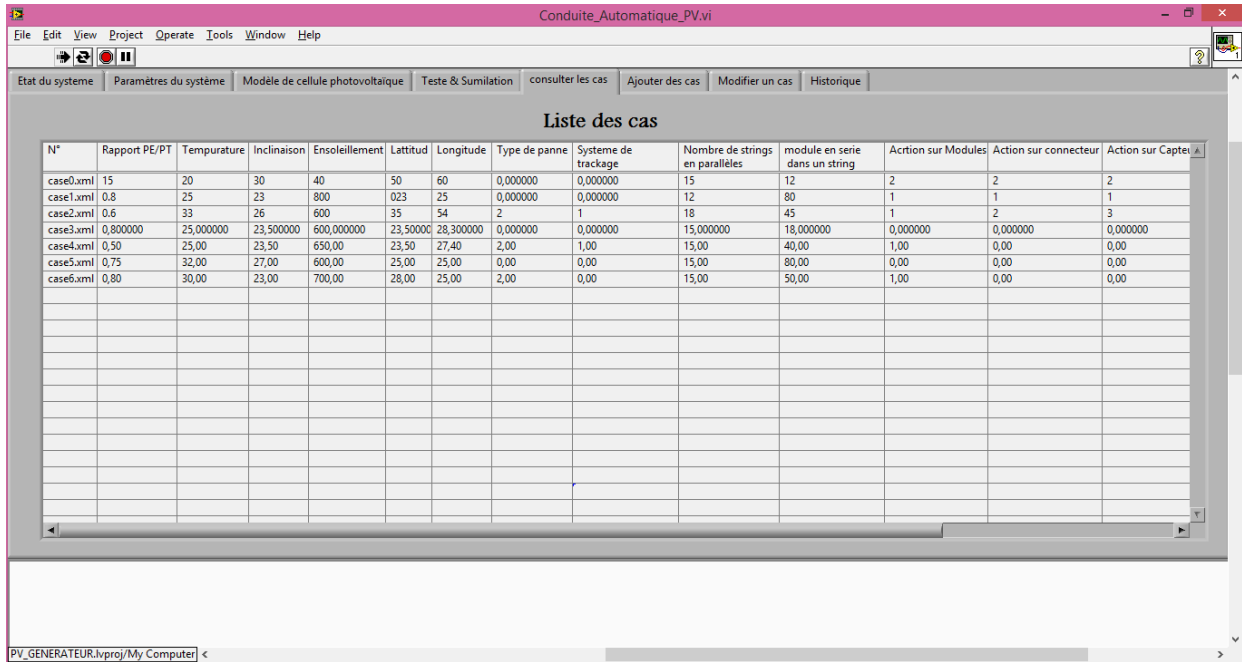 Conduite_Automatique_PV.vi
File Edit View Project Operate Tools Window Help
Etat du systeme Paramètres du système Modèle de cellule photovoltaïque Teste & Sumilation consulter les cas Ajouter des cas Modifier un cas Historique
Liste des cas
N° Rapport PE/PT Tempurature Inclinaison Ensoleillement Lattitud Longitude Type de panne Systeme de trackage Nombre de strings en parallèles module en serie dans un string Acrtion sur Modules Action sur connecteur Action sur Capteu
case0.xml 15 20 30 40 50 60 0,000000 0,000000 15 12 2 2 2
case1.xml 0.8 25 23 800 023 25 0,000000 0,000000 12 80 1 1 1
case2.xml 0.6 33 26 600 35 54 2 1 18 45 1 2 3
case3.xml 0,800000 25,000000 23,500000 600,000000 23,50000 28,300000 0,000000 0,000000 15,000000 18,000000 0,000000 0,000000 0,000000
case4.xml 0,50 25,00 23,50 650,00 23,50 27,40 2,00 1,00 15,00 40,00 1,00 0,00 0,00
case5.xml 0,75 32,00 27,00 600,00 25,00 25,00 0,00 0,00 15,00 80,00 0,00 0,00 0,00
case6.xml 0,80 30,00 23,00 700,00 28,00 25,00 2,00 0,00 15,00 50,00 1,00 0,00 0,00
PV_GENERATEUR.lvproj/My Computer